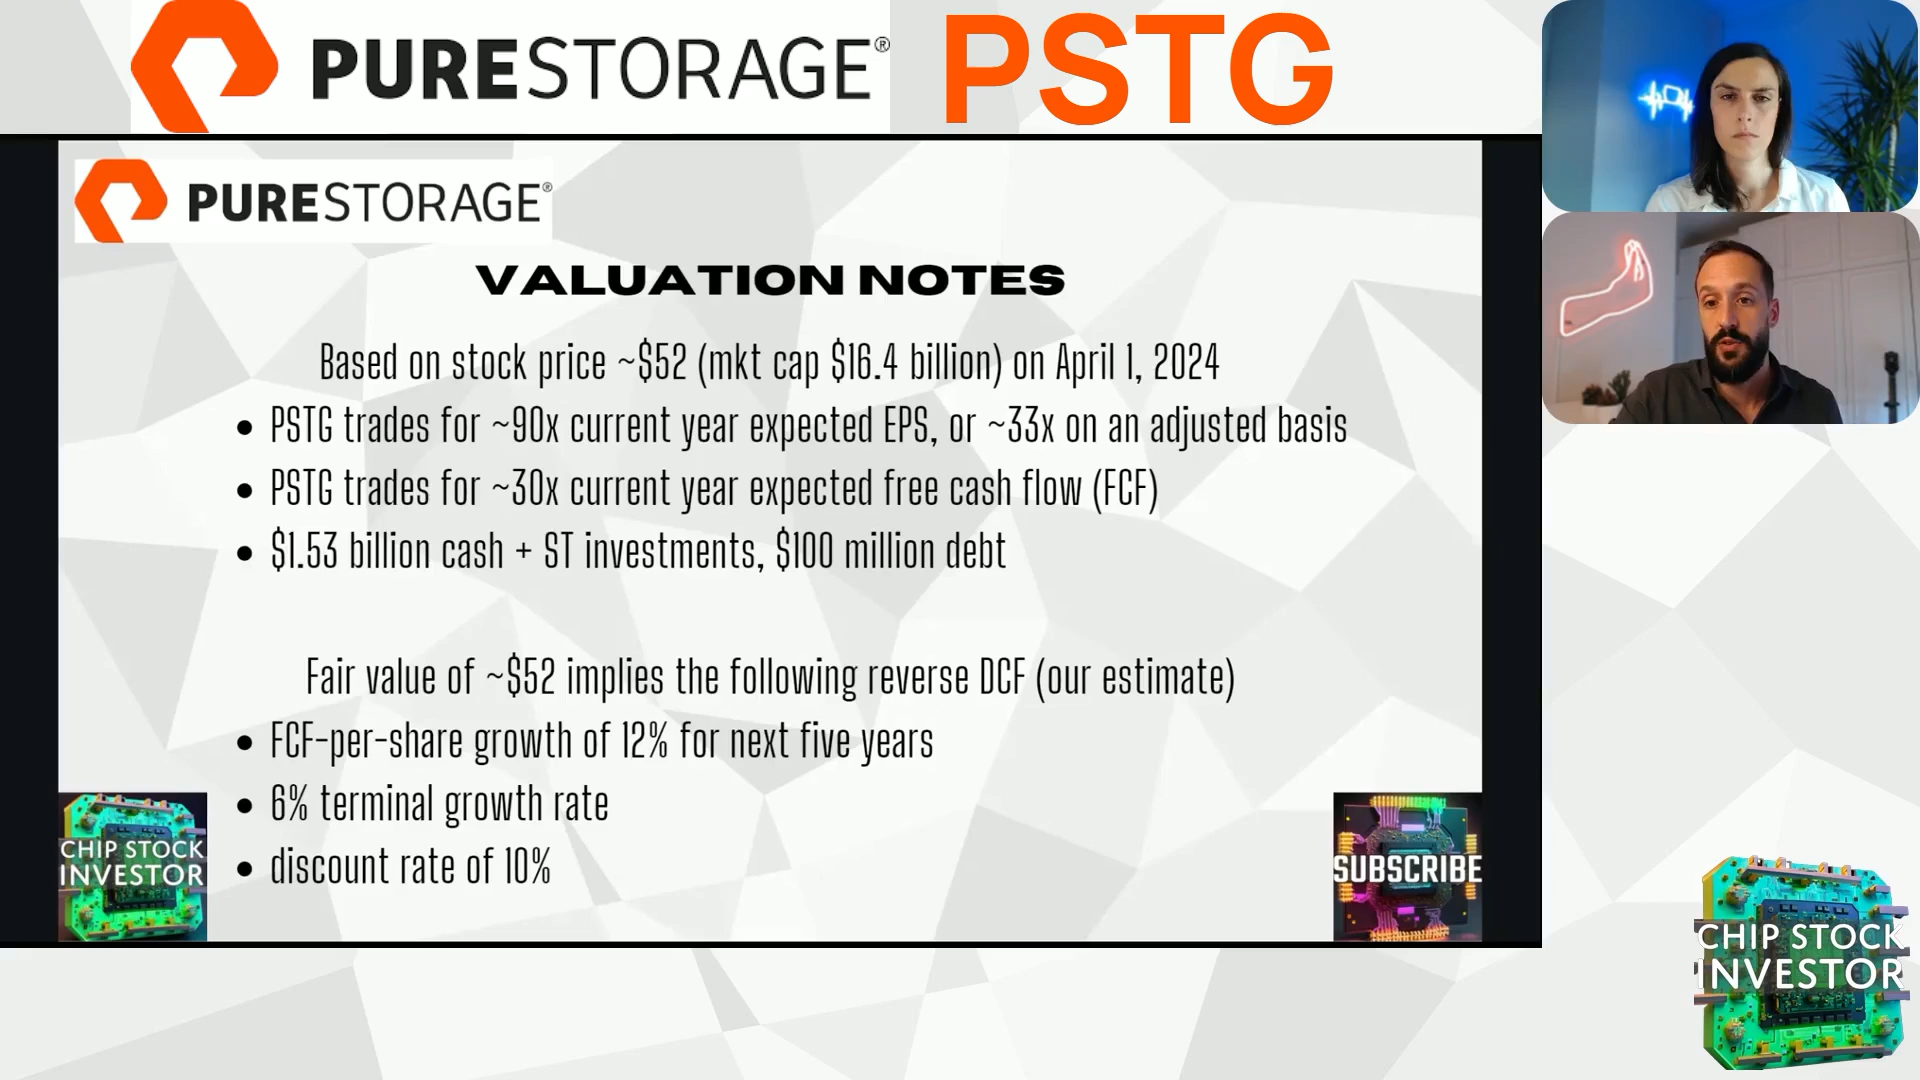 PURESTORAGE®
PSTG
PURESTORAGE®
VALUATION NOTES
Based on stock price ~$52 (mkt cap $16.4 billion) on April 1, 2024
• PSTG trades for ~90x current year expected EPS, or ~33x on an adjusted basis
• PSTG trades for ~30x current year expected free cash flow (FCF)
• $1.53 billion cash + ST investments, $100 million debt
Fair value of ~$52 implies the following reverse DCF (our estimate)
• FCF-per-share growth of 12% for next five years
• 6% terminal growth rate
• discount rate of 10%
CHIP STOCK
INVESTOR
SUBSCRIBE
CHIP STOCK
INVESTOR